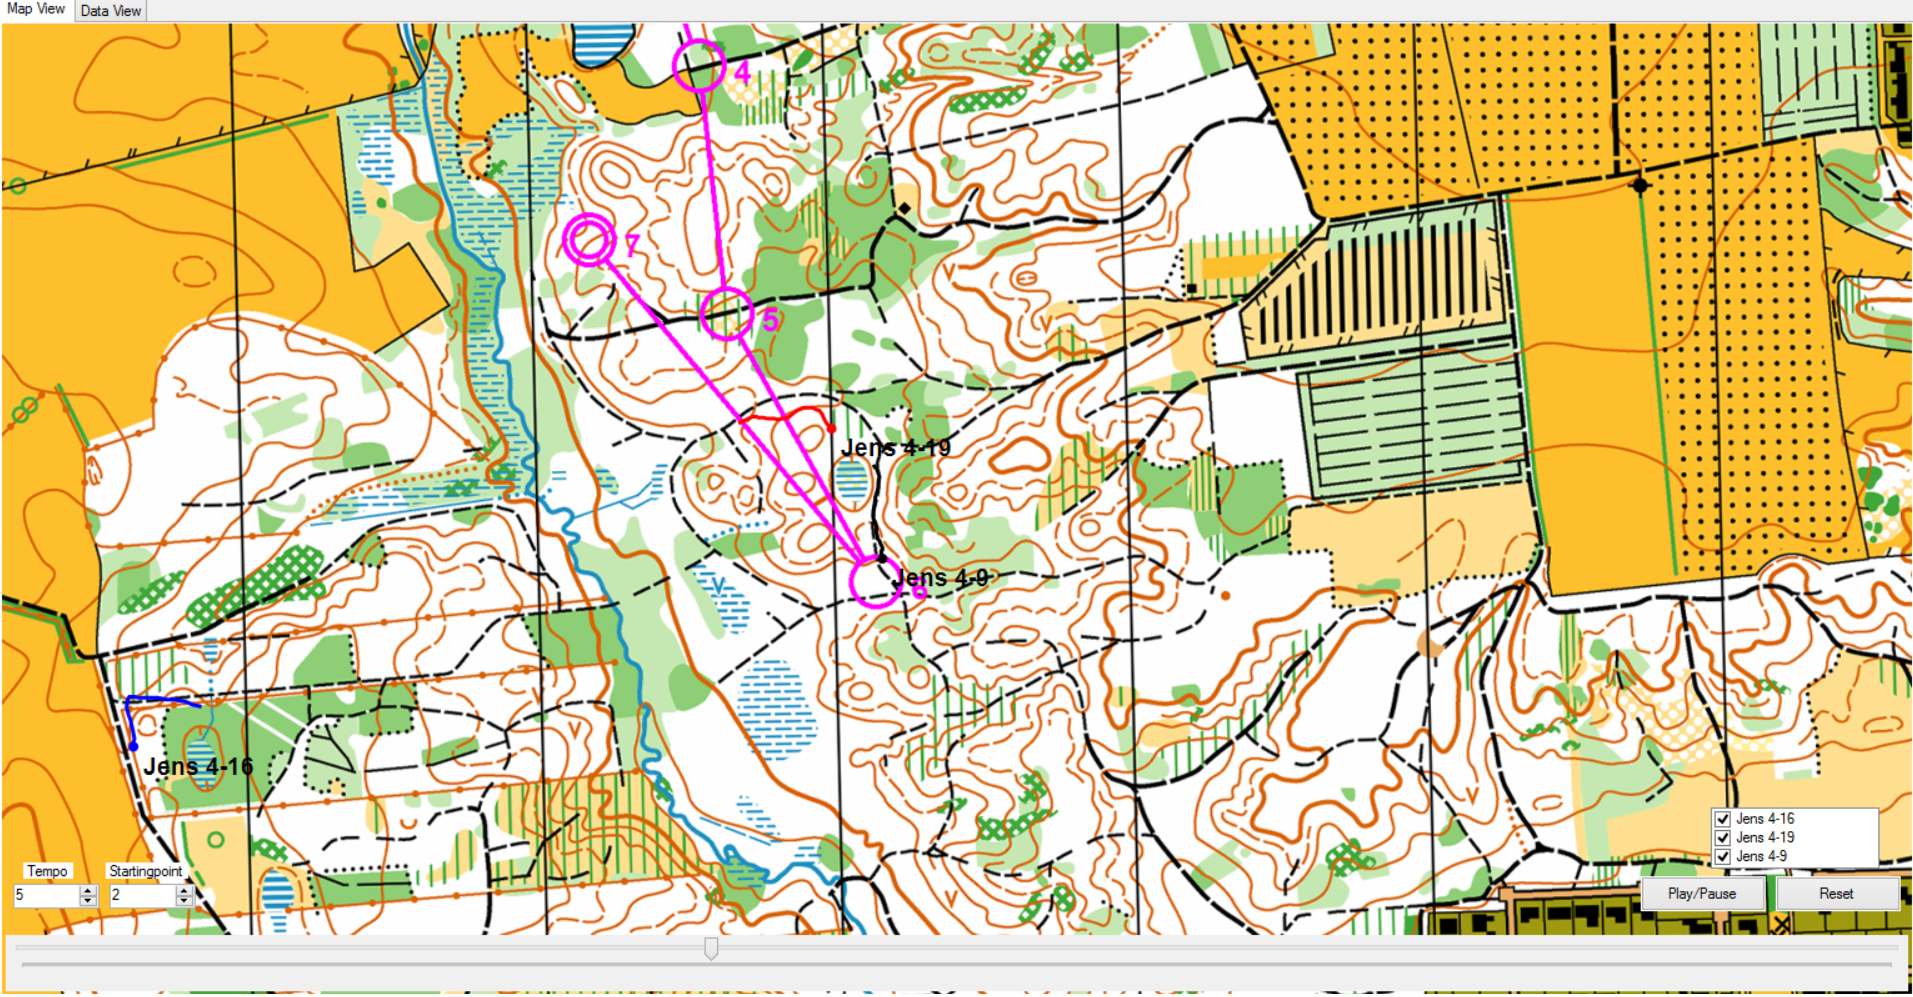 Map View
Data View
4
7
5
Jens 4-19
Jens 4-9
6
Jens 4-16
Jens 4-16
Jens 4-19
Jens 4-9
Tempo
Startingpoint
5
2
Play/Pause
Reset